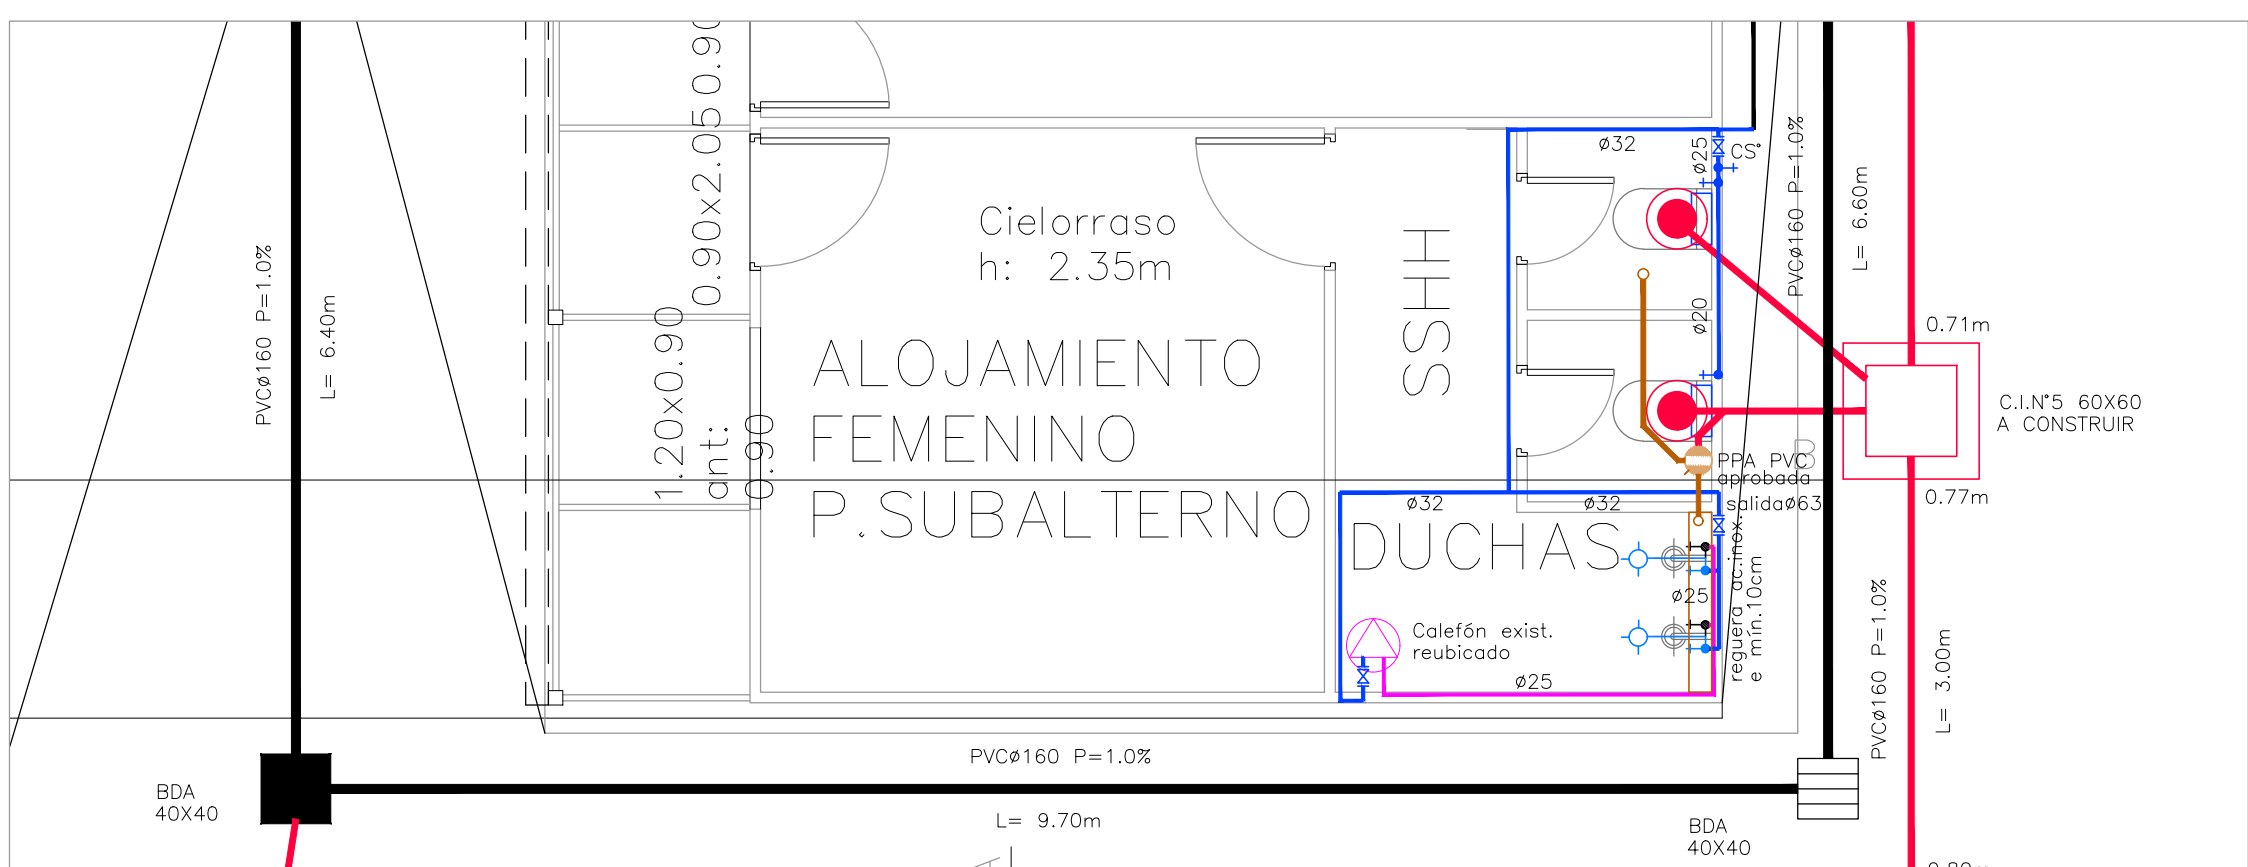 0.90x2.05
0.90
Cielorraso
h: 2.35m
ALOJAMIENTO
FEMENINO
P.SUBALTERNO
1.20x0.90
ant:
0.90
SSHH
DUCHAS
ø32
ø25
CS°
ø20
ø32
ø32
ø25
ø25
PPA PVC
aprobada
salidaø63
B
reguera ac.inox.
e mín.10cm
Calefón exist.
reubicado
PVCø160 P=1.0%
L= 6.40m
PVCø160 P=1.0%
L= 6.60m
0.71m
C.I.N°5 60X60
A CONSTRUIR
0.77m
PVCø160 P=1.0%
L= 3.00m
PVCø160 P=1.0%
L= 9.70m
BDA
40X40
BDA
40X40